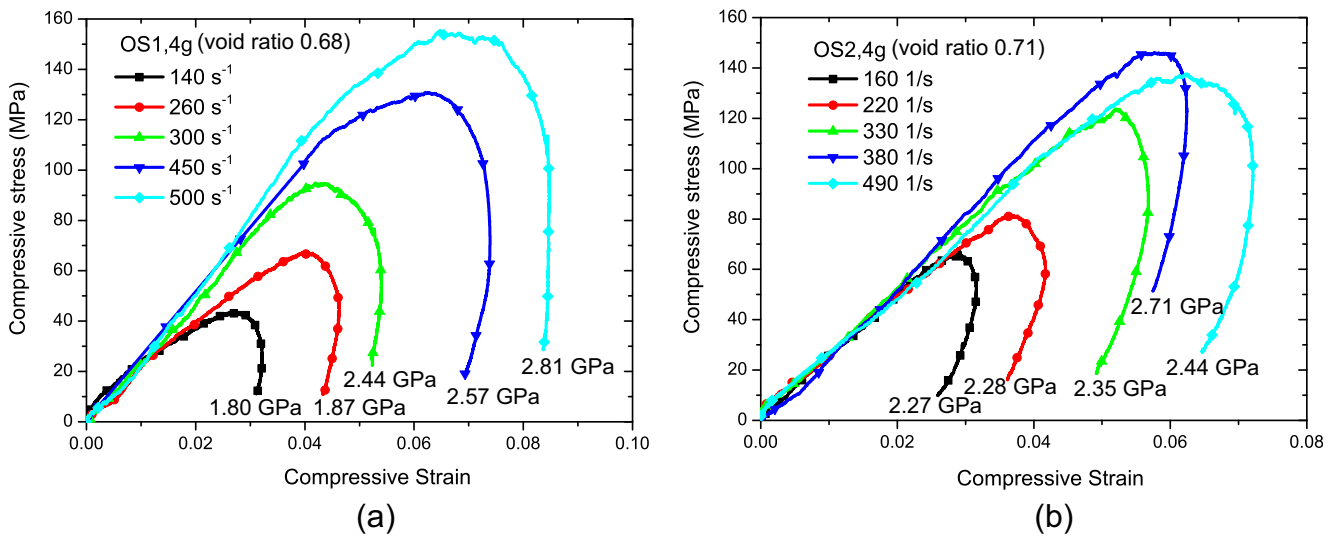 160
140
120
100
80
60
40
20
0
Compressive stress (MPa)
OS1,4g (void ratio 0.68)
140 s⁻¹
260 s⁻¹
300 s⁻¹
450 s⁻¹
500 s⁻¹
1.80 GPa
1.87 GPa
2.44 GPa
2.57 GPa
2.81 GPa
0.00 0.02 0.04 0.06 0.08 0.10
Compressive Strain
(a)
160
140
120
100
80
60
40
20
0
Compressive stress (MPa)
OS2,4g (void ratio 0.71)
160 1/s
220 1/s
330 1/s
380 1/s
490 1/s
2.27 GPa
2.28 GPa
2.35 GPa
2.71 GPa
2.44 GPa
0.00 0.02 0.04 0.06 0.08
Compressive Strain
(b)